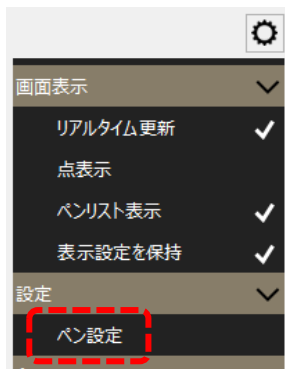 画面表示
リアルタイム更新
点表示
ペンリスト表示
表示設定を保持
設定
ペン設定